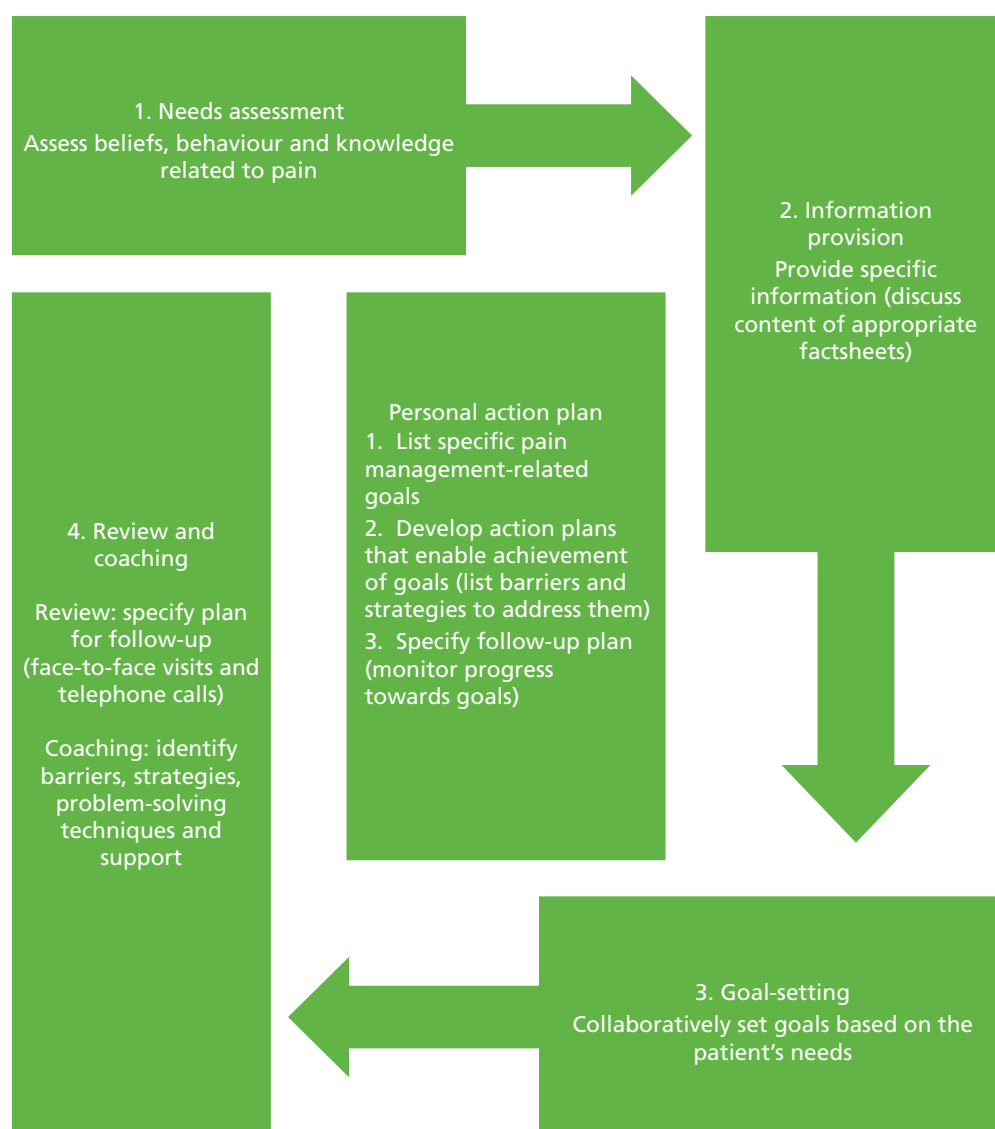 1. Needs assessment
Assess beliefs, behaviour and knowledge
related to pain
2. Information
provision
Provide specific
information (discuss
content of appropriate
factsheets)
3. Goal-setting
Collaboratively set goals based on the
patient’s needs
4. Review and
coaching
Review: specify plan
for follow-up
(face-to-face visits and
telephone calls)
Coaching: identify
barriers, strategies,
problem-solving
techniques and
support
Personal action plan
1. List specific pain
management-related
goals
2. Develop action plans
that enable achievement
of goals (list barriers and
strategies to address them)
3. Specify follow-up plan
(monitor progress
towards goals)